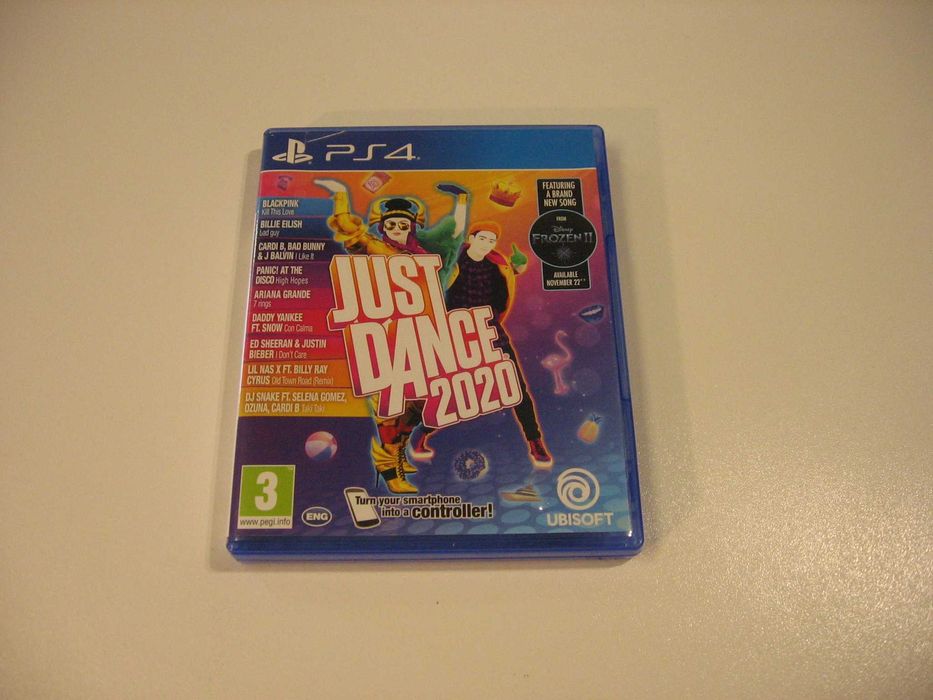 PS4
BLACKPINK
Kill This Love
BILLIE EILISH
bad guy
CARDI B, BAD BUNNY
& J BALVIN I Like It
PANIC! AT THE
DISCO High Hopes
ARIANA GRANDE
7 rings
DADDY YANKEE
FT. SNOW Con Calma
ED SHEERAN & JUSTIN
BIEBER I Don't Care
LIL NAS X FT. BILLY RAY
CYRUS Old Town Road (Remix)
DJ SNAKE FT. SELENA GOMEZ,
OZUNA, CARDI B Taki Taki
FEATURING
A BRAND
NEW SONG
FROM
Disney
FROZEN II
AVAILABLE
NOVEMBER 22**
JUST
DANCE
2020
3
www.pegi.info
ENG
Turn your smartphone
into a controller!
UBISOFT